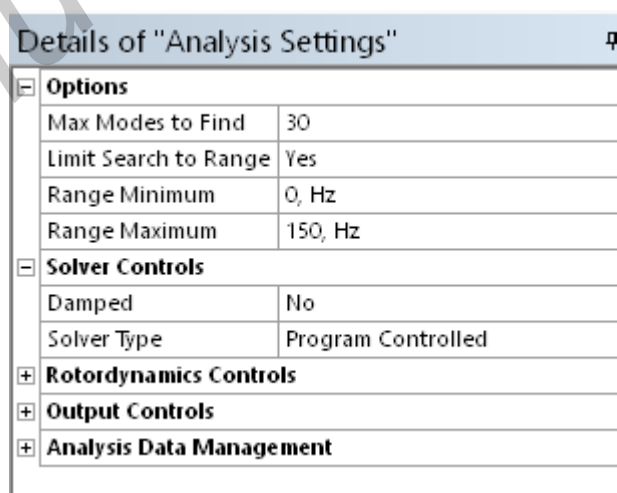 Details of "Analysis Settings"
Options
Max Modes to Find 30
Limit Search to Range Yes
Range Minimum 0, Hz
Range Maximum 150, Hz
Solver Controls
Damped No
Solver Type Program Controlled
Rotordynamics Controls
Output Controls
Analysis Data Management